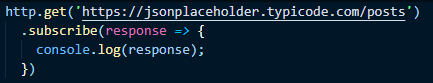 http.get('https://jsonplaceholder.typicode.com/posts')
  .subscribe(response => {
    console.log(response);
  })